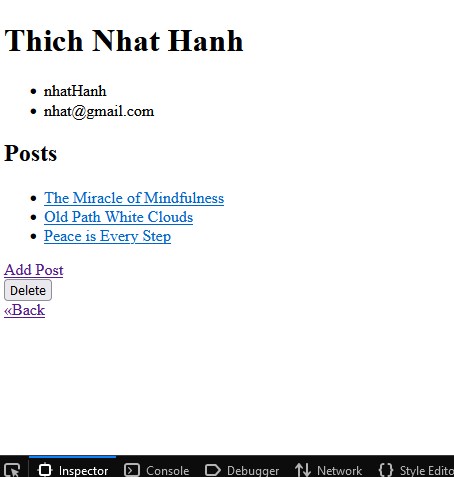 Thich Nhat Hanh
nhatHanh
nhat@gmail.com
Posts
The Miracle of Mindfulness
Old Path White Clouds
Peace is Every Step
Add Post
Delete
«Back
Inspector Console Debugger Network Style Edito